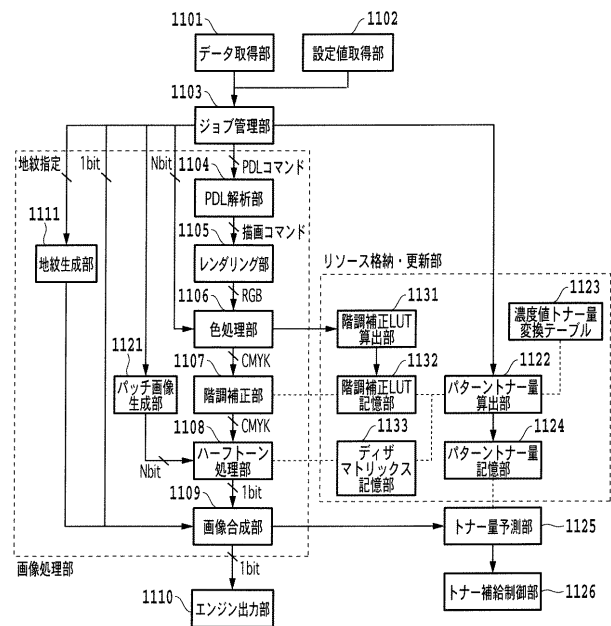 1101
データ取得部
1102
設定値取得部
1103
ジョブ管理部
地紋指定
1bit
Nbit
PDLコマンド
1104
PDL解析部
描画コマンド
1111
地紋生成部
1105
レンダリング部
RGB
リソース格納・更新部
1106
色処理部
CMYK
1131
階調補正LUT
算出部
1123
濃度値トナー量
変換テーブル
1121
パッチ画像
生成部
1107
階調補正部
CMYK
1132
階調補正LUT
記憶部
1122
パターントナー量
算出部
Nbit
1108
ハーフトーン
処理部
1bit
1133
ディザ
マトリックス
記憶部
1124
パターントナー量
記憶部
1109
画像合成部
1bit
トナー量予測部
1125
画像処理部
1110
エンジン出力部
トナー補給制御部
1126